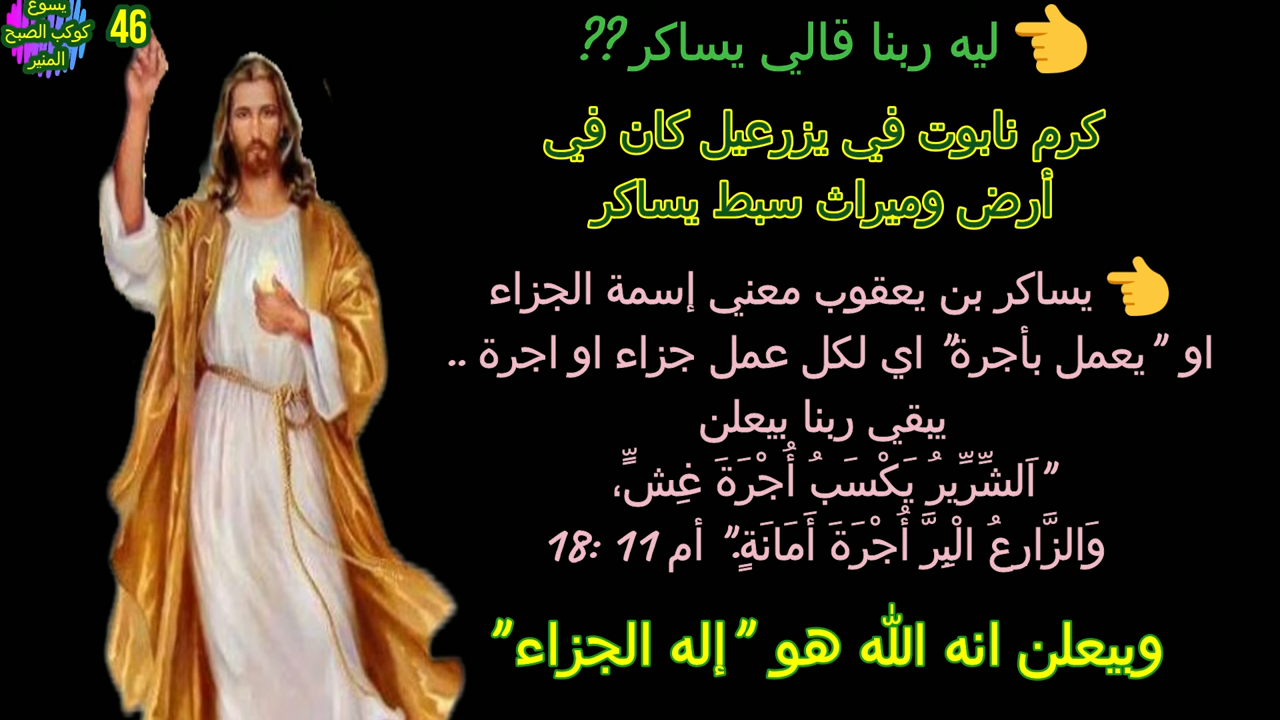 يسوع
كوكب الصبح
المنير
46
ليه ربنا قالي يساكر ??
كرم نابوت في يزرعيل كان في
أرض وميراث سبط يساكر
يساكر بن يعقوب معني إسمة الجزاء
او "يعمل بأجرة" اي لكل عمل جزاء او اجرة ..
يبقي ربنا بيعلن
"اَلشِّرِّيرُ يَكْسَبُ أُجْرَةَ غِشٍّ،
وَالزَّارعُ الْبِرَّ أُجْرَةَ أَمَانَةٍ." أم 11 :18
وبيعلن انه الله هو "إله الجزاء"